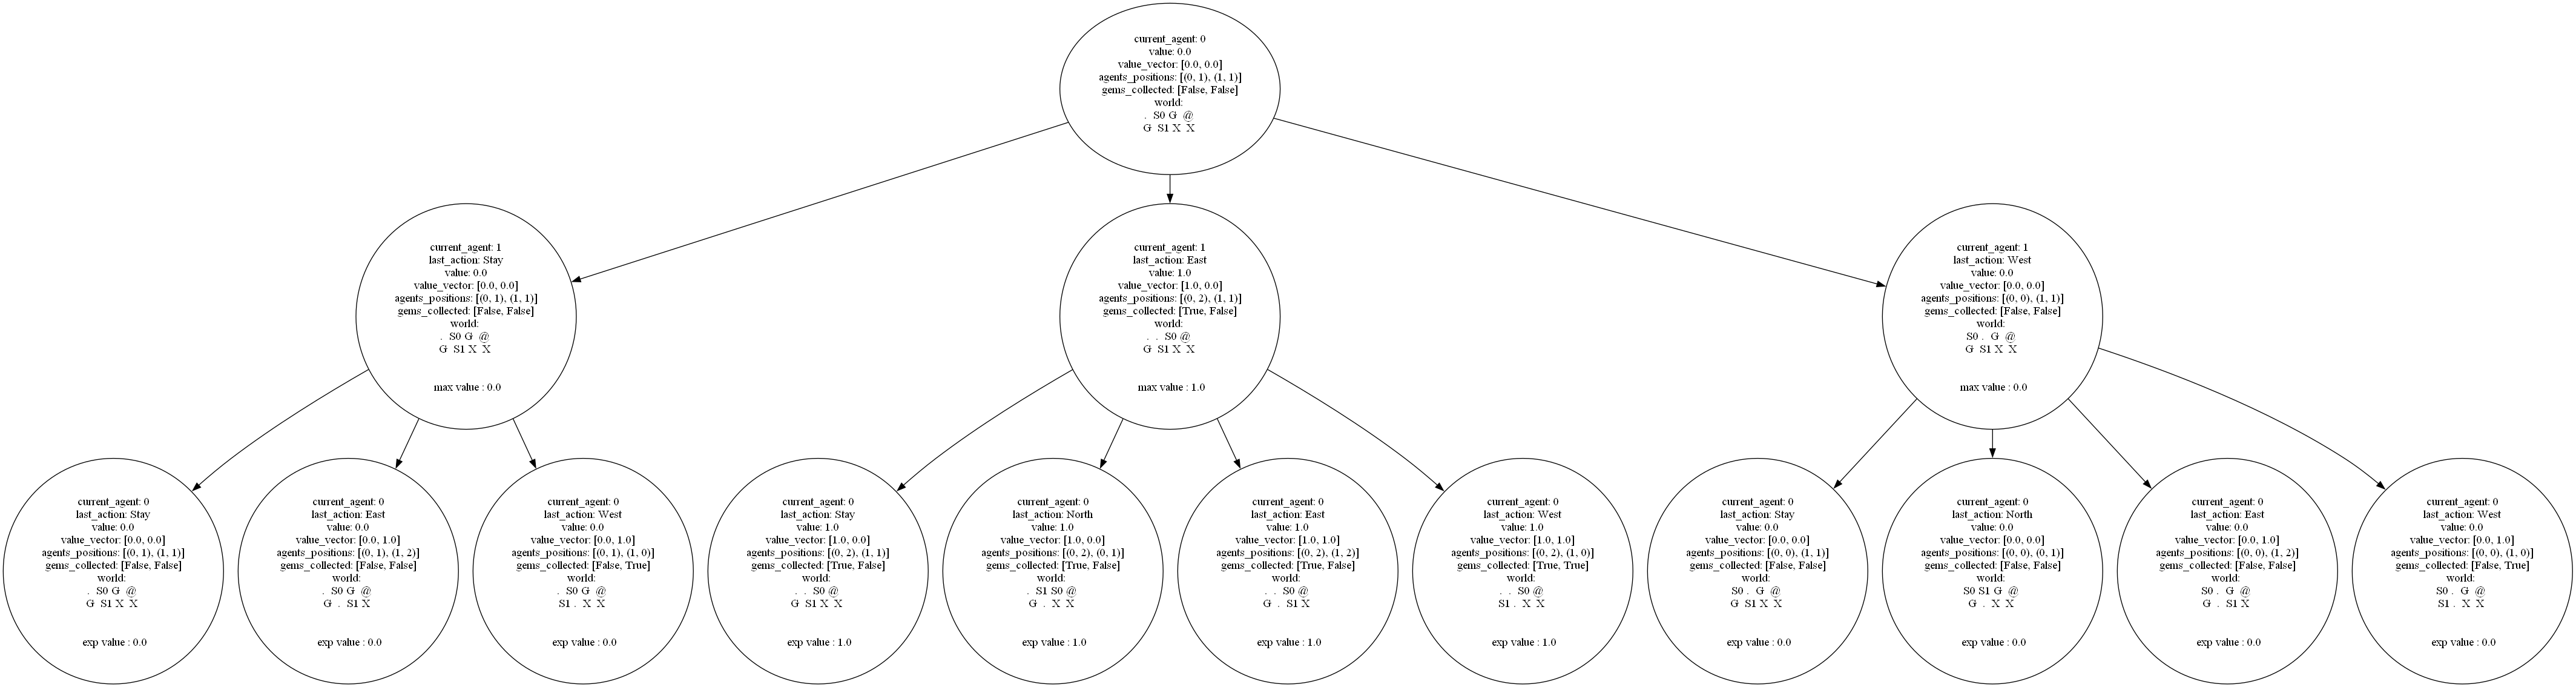 current_agent: 0
value: 0.0
value_vector: [0.0, 0.0]
agents_positions: [(0, 1), (1, 1)]
gems_collected: [False, False]
world:
. S0 G @
G S1 X X
current_agent: 1
last_action: Stay
value: 0.0
value_vector: [0.0, 0.0]
agents_positions: [(0, 1), (1, 1)]
gems_collected: [False, False]
world:
. S0 G @
G S1 X X
max value : 0.0
current_agent: 1
last_action: East
value: 1.0
value_vector: [1.0, 0.0]
agents_positions: [(0, 2), (1, 1)]
gems_collected: [True, False]
world:
. . S0 @
G S1 X X
max value : 1.0
current_agent: 1
last_action: West
value: 0.0
value_vector: [0.0, 0.0]
agents_positions: [(0, 0), (1, 1)]
gems_collected: [False, False]
world:
S0 . G @
G S1 X X
max value : 0.0
current_agent: 0
last_action: Stay
value: 0.0
value_vector: [0.0, 0.0]
agents_positions: [(0, 1), (1, 1)]
gems_collected: [False, False]
world:
. S0 G @
G S1 X X
exp value : 0.0
current_agent: 0
last_action: East
value: 0.0
value_vector: [0.0, 1.0]
agents_positions: [(0, 1), (1, 2)]
gems_collected: [False, False]
world:
. S0 G @
G . S1 X
exp value : 0.0
current_agent: 0
last_action: West
value: 0.0
value_vector: [0.0, 1.0]
agents_positions: [(0, 1), (1, 0)]
gems_collected: [False, True]
world:
. S0 G @
S1 . X X
exp value : 0.0
current_agent: 0
last_action: Stay
value: 1.0
value_vector: [1.0, 0.0]
agents_positions: [(0, 2), (1, 1)]
gems_collected: [True, False]
world:
. . S0 @
G S1 X X
exp value : 1.0
current_agent: 0
last_action: North
value: 1.0
value_vector: [1.0, 0.0]
agents_positions: [(0, 2), (0, 1)]
gems_collected: [True, False]
world:
. S1 S0 @
G . X X
exp value : 1.0
current_agent: 0
last_action: East
value: 1.0
value_vector: [1.0, 1.0]
agents_positions: [(0, 2), (1, 2)]
gems_collected: [True, False]
world:
. . S0 @
G . S1 X
exp value : 1.0
current_agent: 0
last_action: West
value: 1.0
value_vector: [1.0, 1.0]
agents_positions: [(0, 2), (1, 0)]
gems_collected: [True, True]
world:
. . S0 @
S1 . X X
exp value : 1.0
current_agent: 0
last_action: Stay
value: 0.0
value_vector: [0.0, 0.0]
agents_positions: [(0, 0), (1, 1)]
gems_collected: [False, False]
world:
S0 . G @
G S1 X X
exp value : 0.0
current_agent: 0
last_action: North
value: 0.0
value_vector: [0.0, 0.0]
agents_positions: [(0, 0), (0, 1)]
gems_collected: [False, False]
world:
S0 S1 G @
G . X X
exp value : 0.0
current_agent: 0
last_action: East
value: 0.0
value_vector: [0.0, 1.0]
agents_positions: [(0, 0), (1, 2)]
gems_collected: [False, False]
world:
S0 . G @
G . S1 X
exp value : 0.0
current_agent: 0
last_action: West
value: 0.0
value_vector: [0.0, 1.0]
agents_positions: [(0, 0), (1, 0)]
gems_collected: [False, True]
world:
S0 . G @
S1 . X X
exp value : 0.0